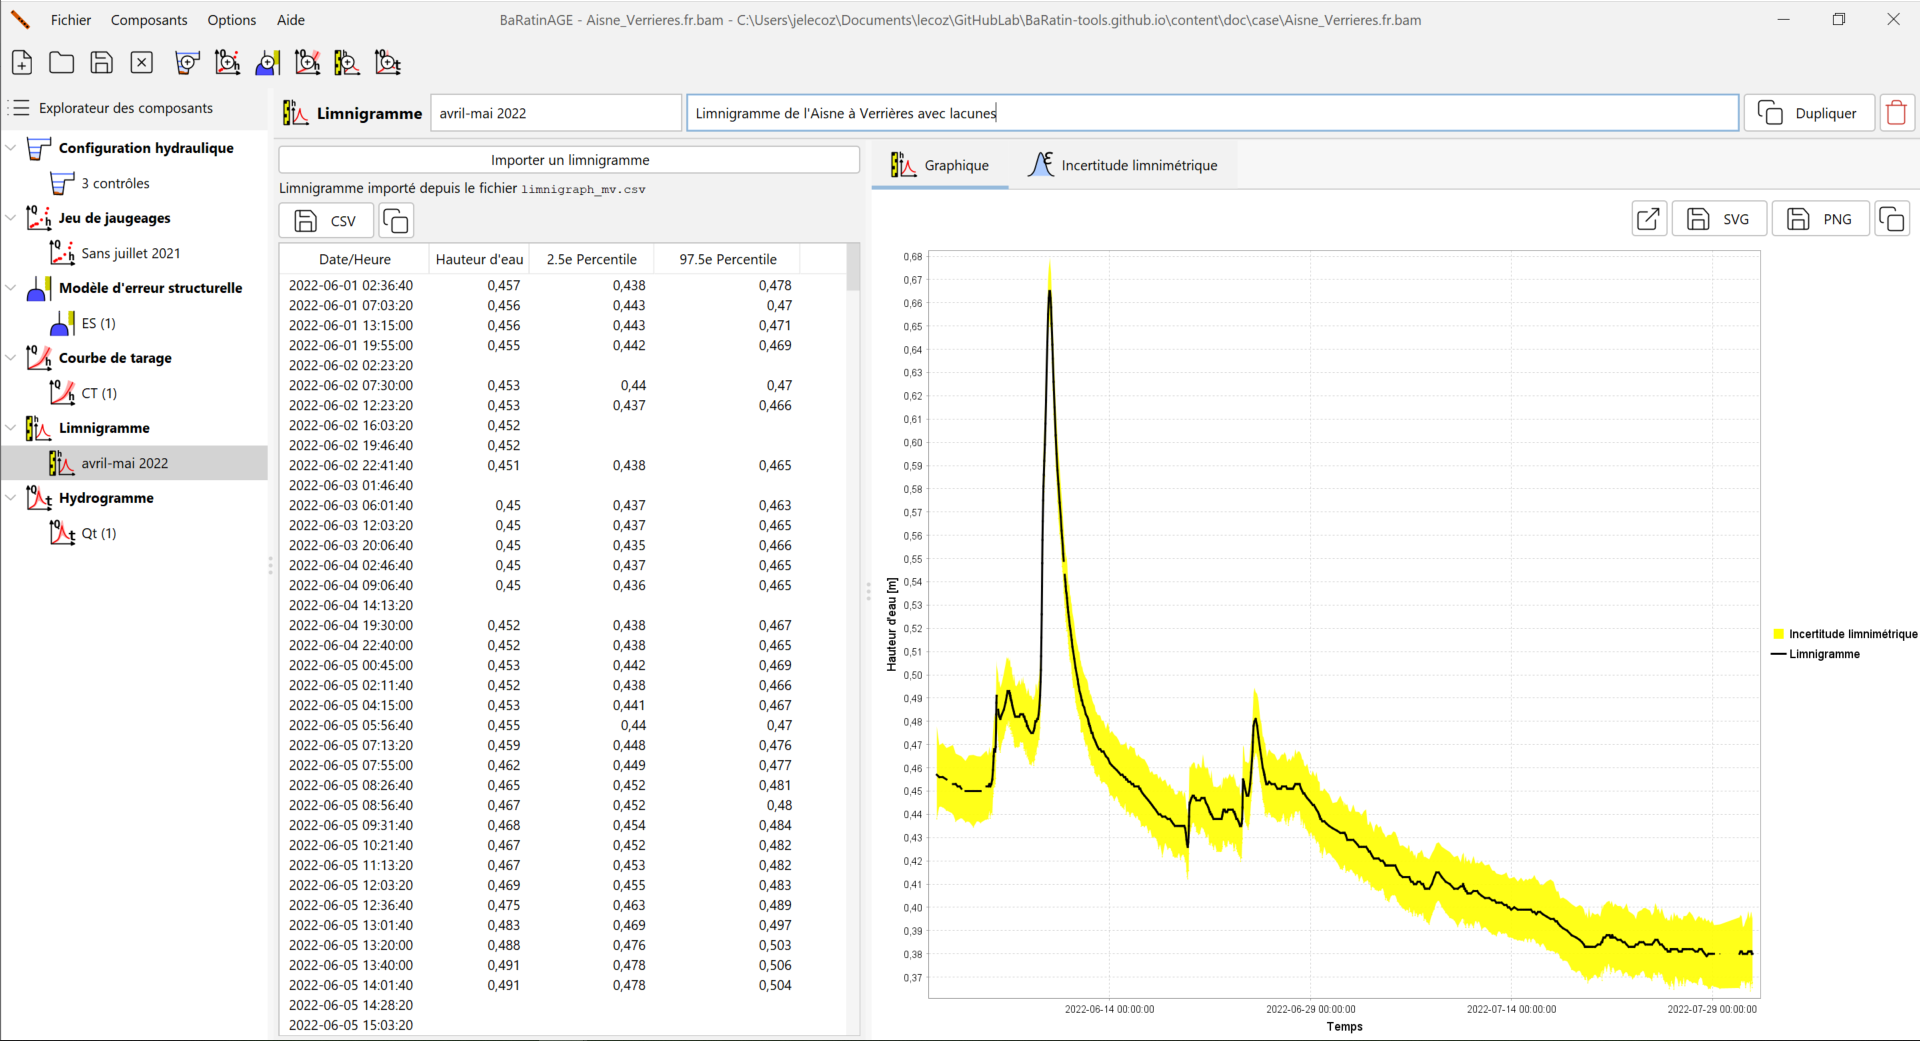 Fichier Composants Options Aide
BaRatinAGE - Aisne_Verrieres.fr.bam - C:\Users\jelecoz\Documents\lecoz\GitHubLab\BaRatin-tools.github.io\content\doc\case\Aisne_Verrieres.fr.bam
Explorateur des composants
Configuration hydraulique
3 contrôles
Jeu de jaugeages
Sans juillet 2021
Modèle d'erreur structurelle
ES (1)
Courbe de tarage
CT (1)
Limnigramme
avril-mai 2022
Hydrogramme
Qt (1)
Limnigramme
avril-mai 2022
Limnigramme de l'Aisne à Verrières avec lacunes
Dupliquer
Importer un limnigramme
Limnigramme importé depuis le fichier limnigraph_mv.csv
CSV
Date/Heure Hauteur d'eau 2.5e Percentile 97.5e Percentile
2022-06-01 02:36:40 0,457 0,438 0,478
2022-06-01 07:03:20 0,456 0,443 0,47
2022-06-01 13:15:00 0,456 0,443 0,471
2022-06-01 19:55:00 0,455 0,442 0,469
2022-06-02 02:23:20
2022-06-02 07:30:00 0,453 0,44 0,47
2022-06-02 12:23:20 0,453 0,437 0,466
2022-06-02 16:03:20 0,452
2022-06-02 19:46:40 0,452
2022-06-02 22:41:40 0,451 0,438 0,465
2022-06-03 01:46:40
2022-06-03 06:01:40 0,45 0,437 0,463
2022-06-03 12:03:20 0,45 0,437 0,465
2022-06-03 20:06:40 0,45 0,435 0,466
2022-06-04 02:46:40 0,45 0,437 0,465
2022-06-04 09:06:40 0,45 0,436 0,465
2022-06-04 14:13:20
2022-06-04 19:30:00 0,452 0,438 0,467
2022-06-04 22:40:00 0,452 0,438 0,465
2022-06-05 00:45:00 0,453 0,442 0,469
2022-06-05 02:11:40 0,452 0,438 0,466
2022-06-05 04:15:00 0,453 0,441 0,467
2022-06-05 05:56:40 0,455 0,44 0,47
2022-06-05 07:13:20 0,459 0,448 0,476
2022-06-05 07:55:00 0,462 0,449 0,477
2022-06-05 08:26:40 0,465 0,452 0,481
2022-06-05 08:56:40 0,467 0,452 0,48
2022-06-05 09:31:40 0,468 0,454 0,484
2022-06-05 10:21:40 0,467 0,452 0,482
2022-06-05 11:13:20 0,467 0,453 0,482
2022-06-05 12:03:20 0,469 0,455 0,483
2022-06-05 12:36:40 0,475 0,463 0,489
2022-06-05 13:01:40 0,483 0,469 0,497
2022-06-05 13:20:00 0,488 0,476 0,503
2022-06-05 13:40:00 0,491 0,478 0,506
2022-06-05 14:01:40 0,491 0,478 0,504
2022-06-05 14:28:20
2022-06-05 15:03:20
Graphique
Incertitude limnimétrique
SVG
PNG
0,68
0,67
0,66
0,65
0,64
0,63
0,62
0,61
0,60
0,59
0,58
0,57
0,56
0,55
0,54
0,53
0,52
0,51
0,50
0,49
0,48
0,47
0,46
0,45
0,44
0,43
0,42
0,41
0,40
0,39
0,38
0,37
Hauteur d'eau [m]
2022-06-14 00:00:00 2022-06-29 00:00:00 2022-07-14 00:00:00 2022-07-29 00:00:00
Temps
Incertitude limnimétrique
Limnigramme